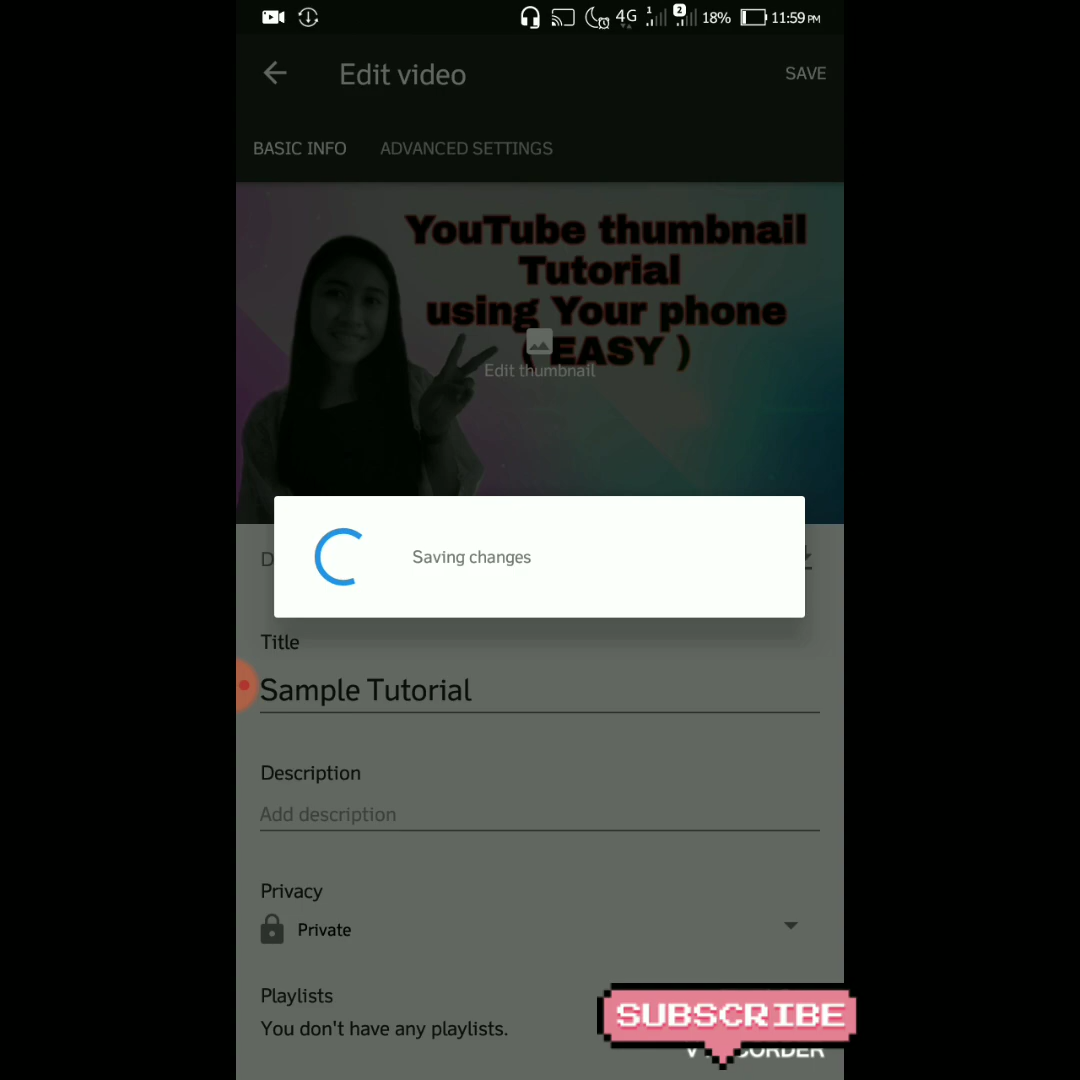 4G 1 2 18% 11:59 PM
Edit video
SAVE
BASIC INFO ADVANCED SETTINGS
YouTube thumbnail
Tutorial
using Your phone
( EASY )
Edit thumbnail
Saving changes
Title
Sample Tutorial
Description
Add description
Privacy
Private
Playlists
You don't have any playlists.
SUBSCRIBE